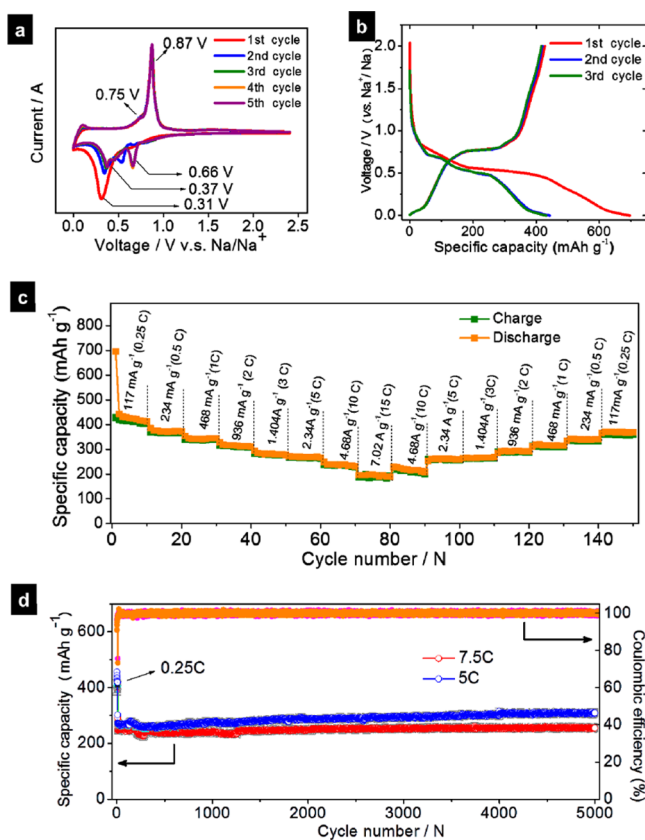 a
1st cycle
2nd cycle
3rd cycle
4th cycle
5th cycle
0.87 V
0.75 V
0.66 V
0.37 V
0.31 V
Current / A
0.0 0.5 1.0 1.5 2.0 2.5
Voltage / V v.s. Na/Na+
b
1st cycle
2nd cycle
3rd cycle
Voltage / V (vs. Na+/ Na)
2.0
1.5
1.0
0.5
0.0
0 200 400 600
Specific capacity (mAh g-1)
c
Charge
Discharge
Specific capacity (mAh g-1)
800
700
600
500
400
300
200
100
0
117 mA g-1 (0.25 C)
234 mA g-1 (0.5 C)
468 mA g-1 (1C)
936 mA g-1 (2 C)
1.404A g-1 (3 C)
2.34A g-1 (5 C)
4.68A g-1 (10 C)
7.02 A g-1 (15 C)
4.68A g-1 (10 C)
2.34 A g-1 (5 C)
1.404A g-1 (3C)
936 mA g-1 (2 C)
468 mA g-1 (1 C)
234 mA g-1 (0.5 C)
117mA g-1 (0.25 C)
0 20 40 60 80 100 120 140
Cycle number / N
d
0.25C
7.5C
5C
Specific capacity (mAh g-1)
600
400
200
0
Coulombic efficiency (%)
100
80
60
40
20
0
0 1000 2000 3000 4000 5000
Cycle number / N